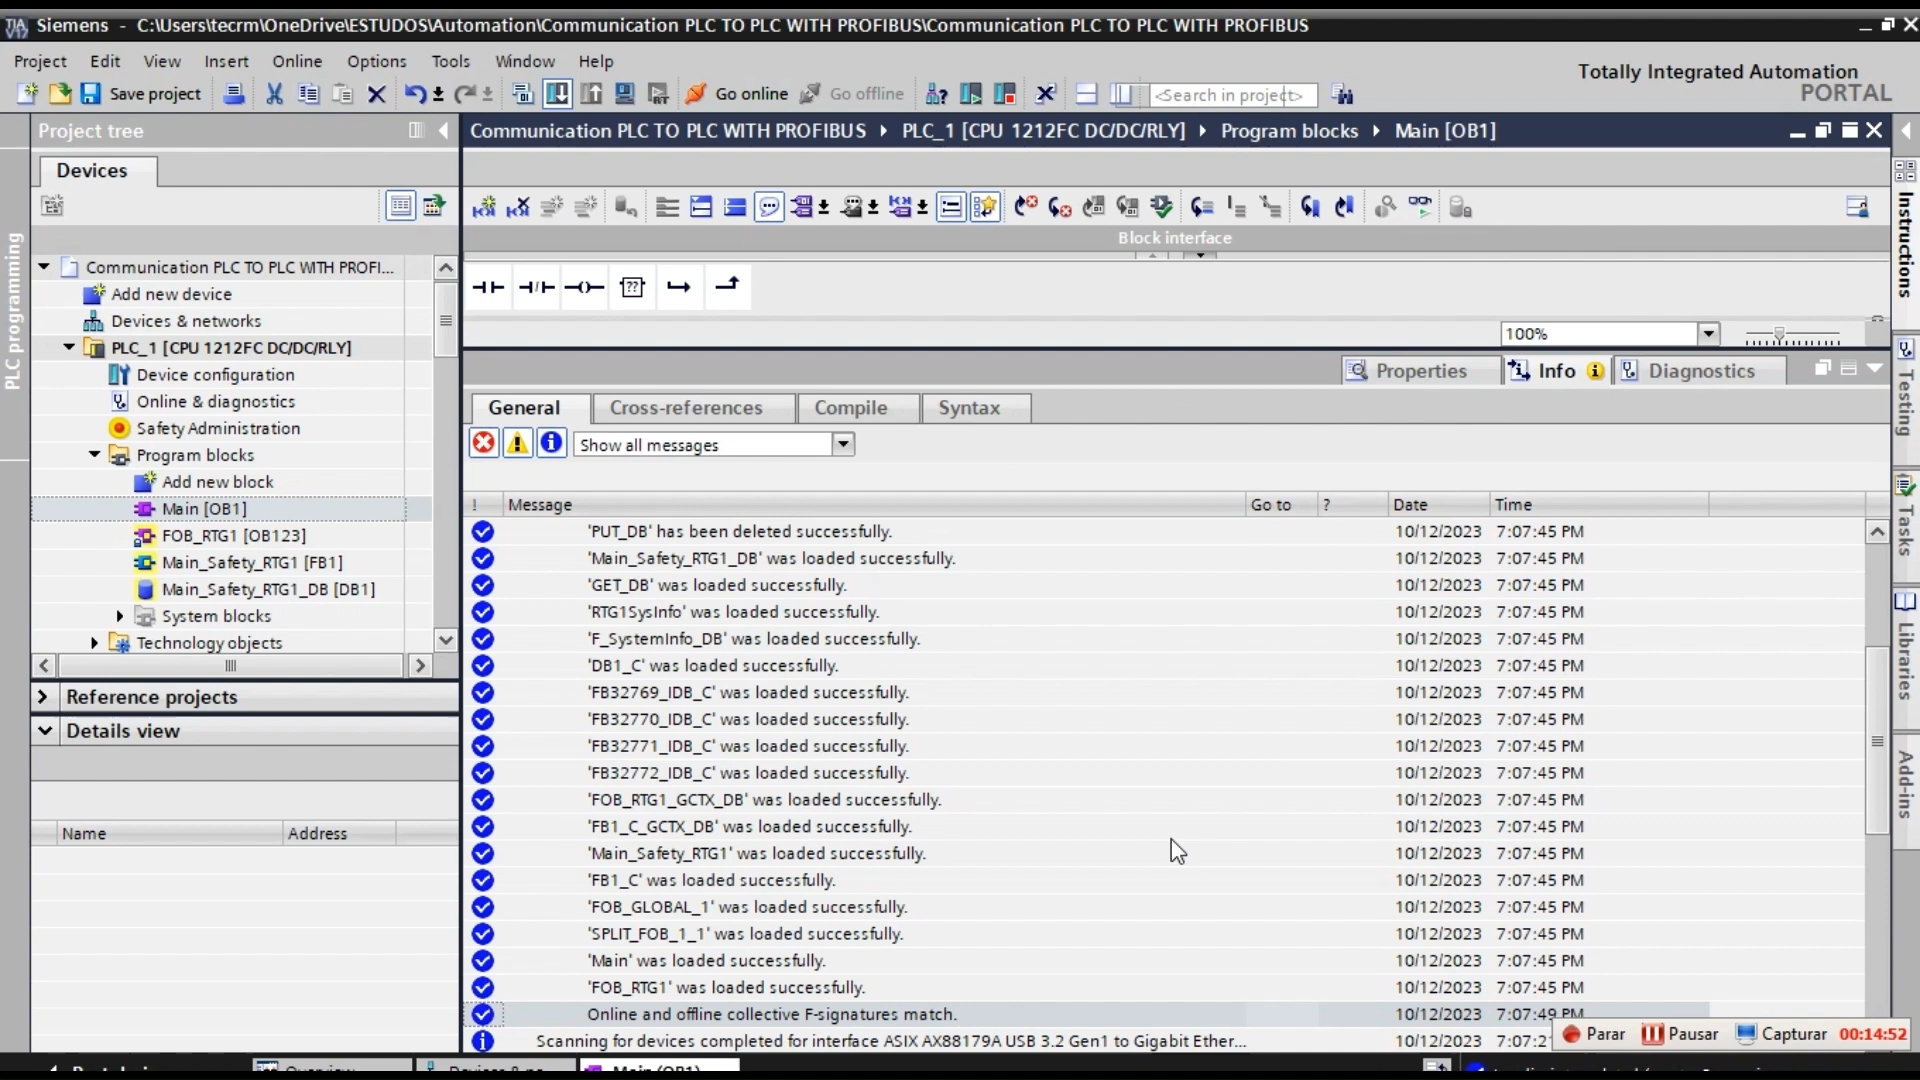 Siemens - C:\Users\tecrm\OneDrive\ESTUDOS\Automation\Communication PLC TO PLC WITH PROFIBUS\Communication PLC TO PLC WITH PROFIBUS
Project Edit View Insert Online Options Tools Window Help
Totally Integrated Automation
PORTAL
Save project
Go online
Go offline
<Search in project>
Project tree
Communication PLC TO PLC WITH PROFIBUS PLC_1 [CPU 1212FC DC/DC/RLY] Program blocks Main [OB1]
Devices
PLC programming
Communication PLC TO PLC WITH PROFI...
Add new device
Devices & networks
PLC_1 [CPU 1212FC DC/DC/RLY]
Device configuration
Online & diagnostics
Safety Administration
Program blocks
Add new block
Main [OB1]
FOB_RTG1 [OB123]
Main_Safety_RTG1 [FB1]
Main_Safety_RTG1_DB [DB1]
System blocks
Technology objects
Reference projects
Details view
Name Address
Block interface
??
100%
Properties Info Diagnostics
General Cross-references Compile Syntax
Show all messages
! Message Go to ? Date Time
'PUT_DB' has been deleted successfully. 10/12/2023 7:07:45 PM
'Main_Safety_RTG1_DB' was loaded successfully. 10/12/2023 7:07:45 PM
'GET_DB' was loaded successfully. 10/12/2023 7:07:45 PM
'RTG1SysInfo' was loaded successfully. 10/12/2023 7:07:45 PM
'F_SystemInfo_DB' was loaded successfully. 10/12/2023 7:07:45 PM
'DB1_C' was loaded successfully. 10/12/2023 7:07:45 PM
'FB32769_IDB_C' was loaded successfully. 10/12/2023 7:07:45 PM
'FB32770_IDB_C' was loaded successfully. 10/12/2023 7:07:45 PM
'FB32771_IDB_C' was loaded successfully. 10/12/2023 7:07:45 PM
'FB32772_IDB_C' was loaded successfully. 10/12/2023 7:07:45 PM
'FOB_RTG1_GCTX_DB' was loaded successfully. 10/12/2023 7:07:45 PM
'FB1_C_GCTX_DB' was loaded successfully. 10/12/2023 7:07:45 PM
'Main_Safety_RTG1' was loaded successfully. 10/12/2023 7:07:45 PM
'FB1_C' was loaded successfully. 10/12/2023 7:07:45 PM
'FOB_GLOBAL_1' was loaded successfully. 10/12/2023 7:07:45 PM
'SPLIT_FOB_1_1' was loaded successfully. 10/12/2023 7:07:45 PM
'Main' was loaded successfully. 10/12/2023 7:07:45 PM
'FOB_RTG1' was loaded successfully. 10/12/2023 7:07:45 PM
Online and offline collective F-signatures match. 10/12/2023 7:07:49 PM
Scanning for devices completed for interface ASIX AX88179A USB 3.2 Gen1 to Gigabit Ether... 10/12/2023 7:07:2
Parar Pausar Capturar 00:14:52
Instructions
Testing
Tasks
Libraries
Add-ins
Main (OB1)